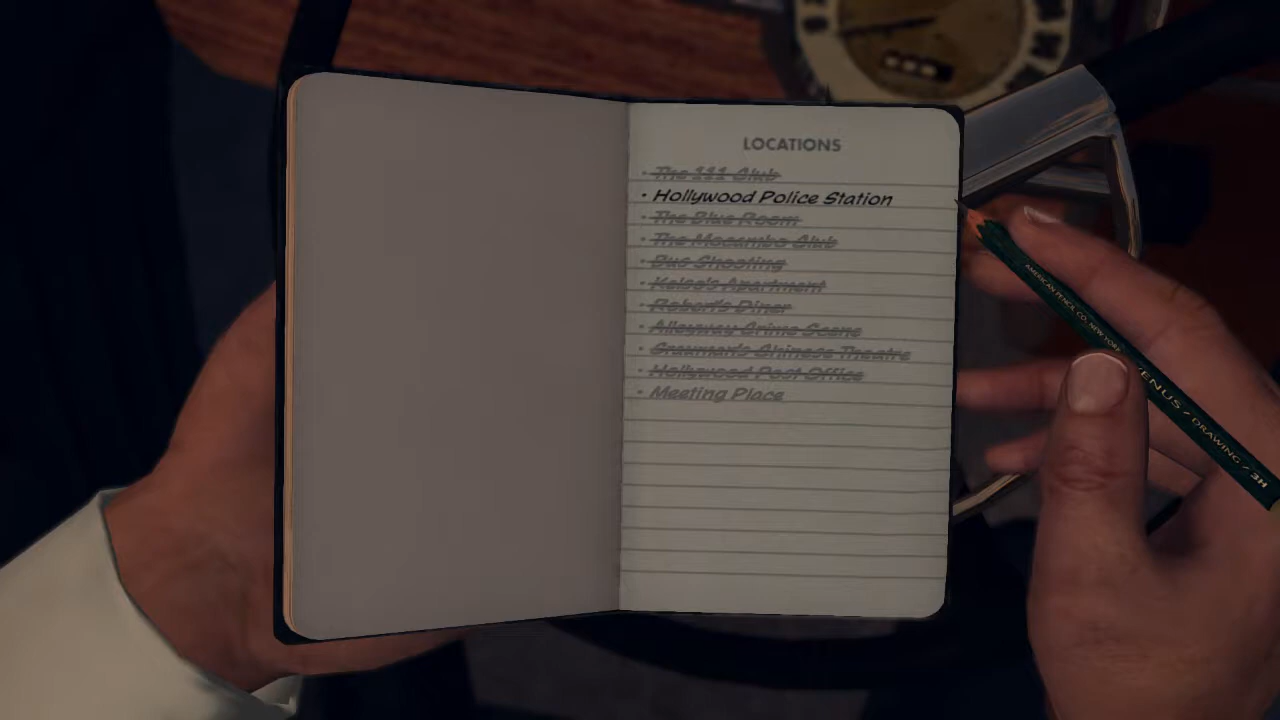 LOCATIONS
• The 111 Club
• Hollywood Police Station
• The Blue Room
• The Mocambo Club
• Bus Shooting
• Kelso's Apartment
• Robert's Diner
• Alleyway Crime Scene
• Grauman's Chinese Theatre
• Hollywood Post Office
• Meeting Place
AMERICAN PENCIL CO. NEW YORK
VENUS / DRAWING / 3H